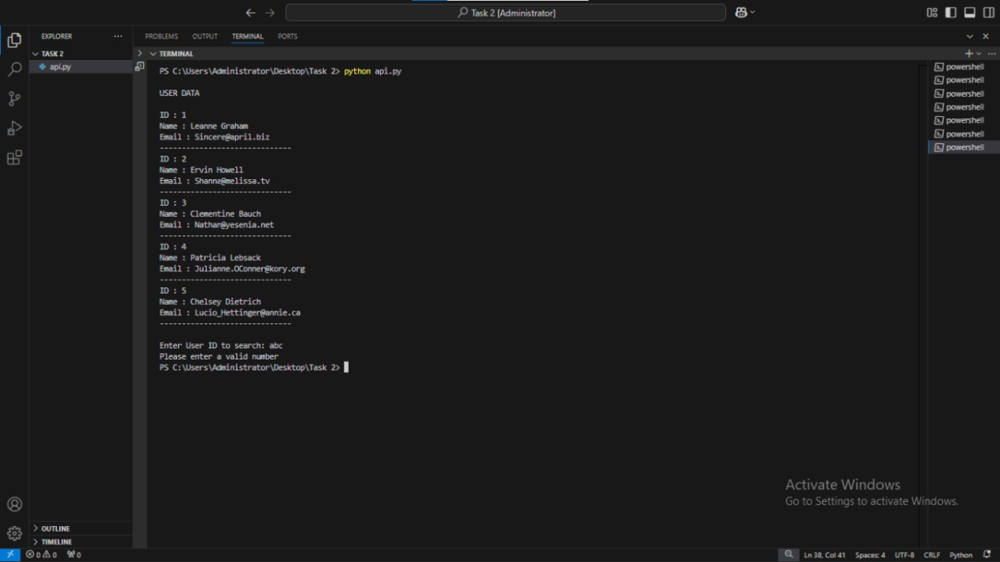 Task 2 [Administrator]
EXPLORER
TASK 2
api.py
OUTLINE
TIMELINE
PROBLEMS OUTPUT TERMINAL PORTS
TERMINAL
PS C:\Users\Administrator\Desktop\Task 2> python api.py
USER DATA
ID : 1
Name : Leanne Graham
Email : Sincere@april.biz
------------------------------
ID : 2
Name : Ervin Howell
Email : Shanna@melissa.tv
------------------------------
ID : 3
Name : Clementine Bauch
Email : Nathan@yesenia.net
------------------------------
ID : 4
Name : Patricia Lebsack
Email : Julianne.OConner@kory.org
------------------------------
ID : 5
Name : Chelsey Dietrich
Email : Lucio_Hettinger@annie.ca
------------------------------
Enter User ID to search: abc
Please enter a valid number
PS C:\Users\Administrator\Desktop\Task 2>
powershell
powershell
powershell
powershell
powershell
powershell
powershell
Activate Windows
Go to Settings to activate Windows.
0 0 0
Ln 38, Col 41 Spaces: 4 UTF-8 CRLF Python